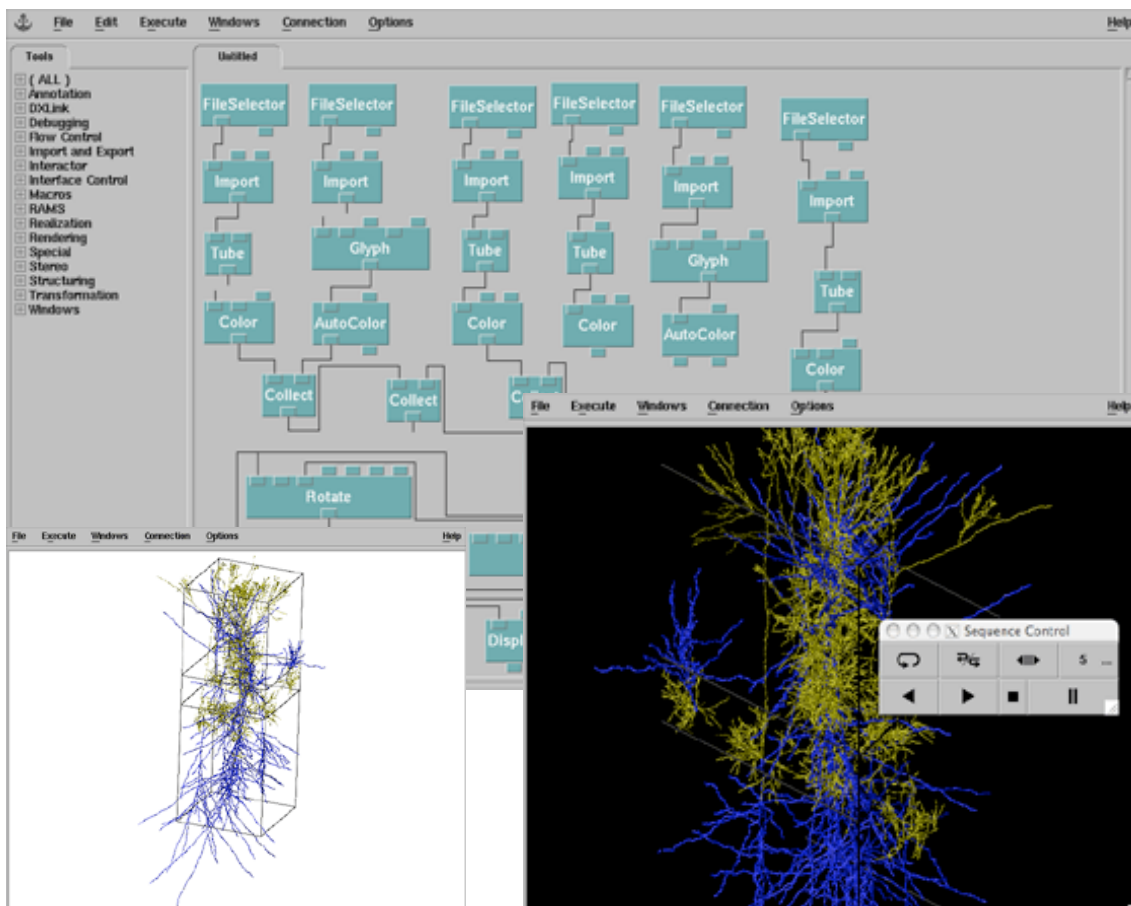 File Edit Execute Windows Connection Options Help
Tools Untitled
( ALL )
Annotation
DXLink
Debugging
Flow Control
Import and Export
Interactor
Interface Control
Macros
RAMS
Realization
Rendering
Special
Stereo
Structuring
Transformation
Windows
FileSelector FileSelector FileSelector FileSelector FileSelector FileSelector
Import Import Import Import Import Import
Tube Glyph Tube Tube Glyph Tube
Color AutoColor Color Color AutoColor Color
Collect Collect
Rotate
Displ
File Execute Windows Connection Options Help
File Execute Windows Connection Options Help
X Sequence Control
5 ...